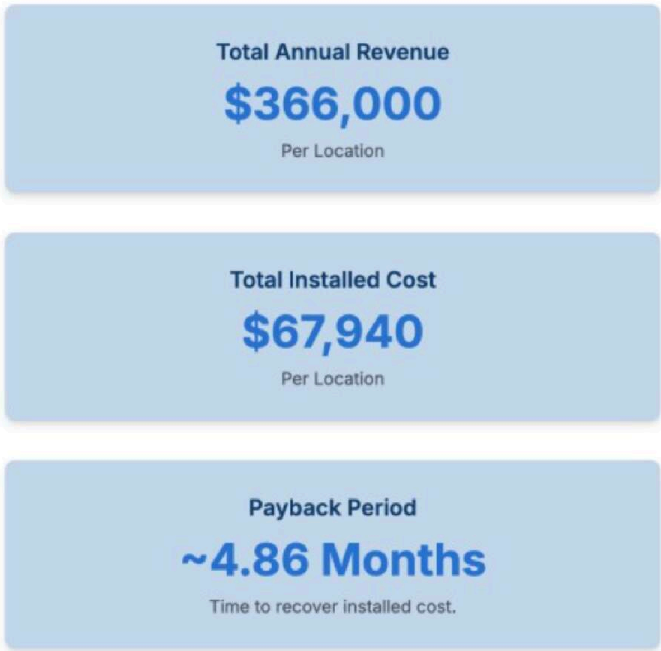 Total Annual Revenue
$366,000
Per Location
Total Installed Cost
$67,940
Per Location
Payback Period
~4.86 Months
Time to recover installed cost.